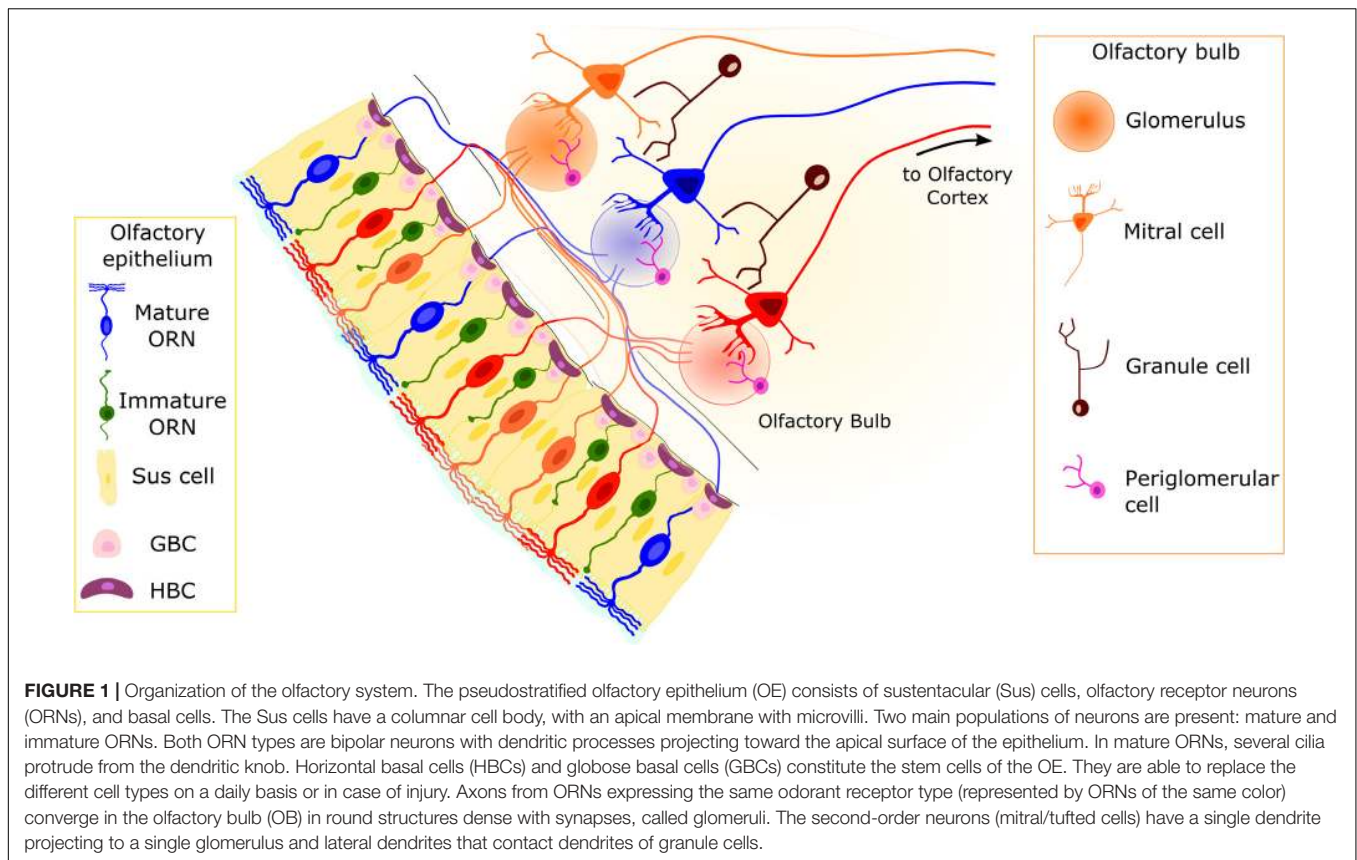 Olfactory
epithelium
Mature
ORN
Immature
ORN
Sus cell
GBC
HBC
to Olfactory
Cortex
Olfactory Bulb
Olfactory bulb
Glomerulus
Mitral cell
Granule cell
Periglomerular
cell
FIGURE 1 | Organization of the olfactory system. The pseudostratified olfactory epithelium (OE) consists of sustentacular (Sus) cells, olfactory receptor neurons
(ORNs), and basal cells. The Sus cells have a columnar cell body, with an apical membrane with microvilli. Two main populations of neurons are present: mature and
immature ORNs. Both ORN types are bipolar neurons with dendritic processes projecting toward the apical surface of the epithelium. In mature ORNs, several cilia
protrude from the dendritic knob. Horizontal basal cells (HBCs) and globose basal cells (GBCs) constitute the stem cells of the OE. They are able to replace the
different cell types on a daily basis or in case of injury. Axons from ORNs expressing the same odorant receptor type (represented by ORNs of the same color)
converge in the olfactory bulb (OB) in round structures dense with synapses, called glomeruli. The second-order neurons (mitral/tufted cells) have a single dendrite
projecting to a single glomerulus and lateral dendrites that contact dendrites of granule cells.